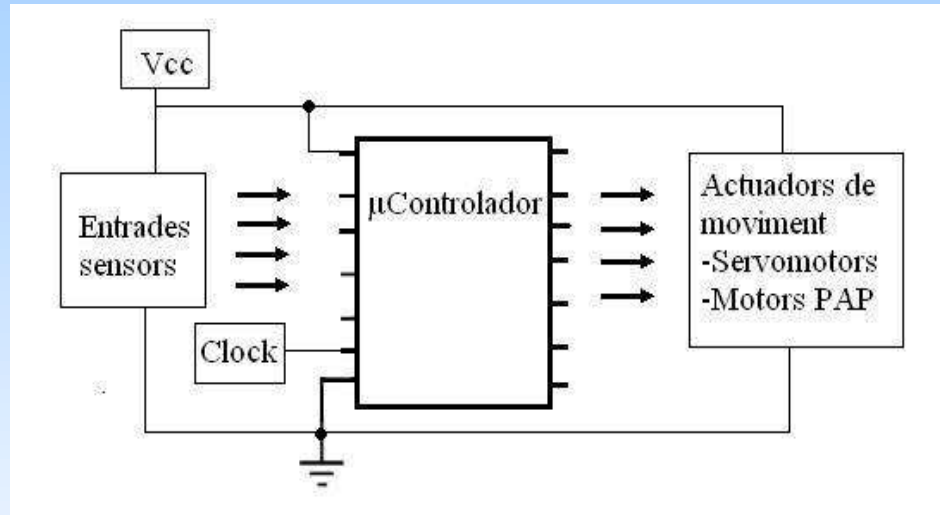 Vcc
Entrades
sensors
Clock
µControlador
Actuadors de
moviment
-Servomotors
-Motors PAP